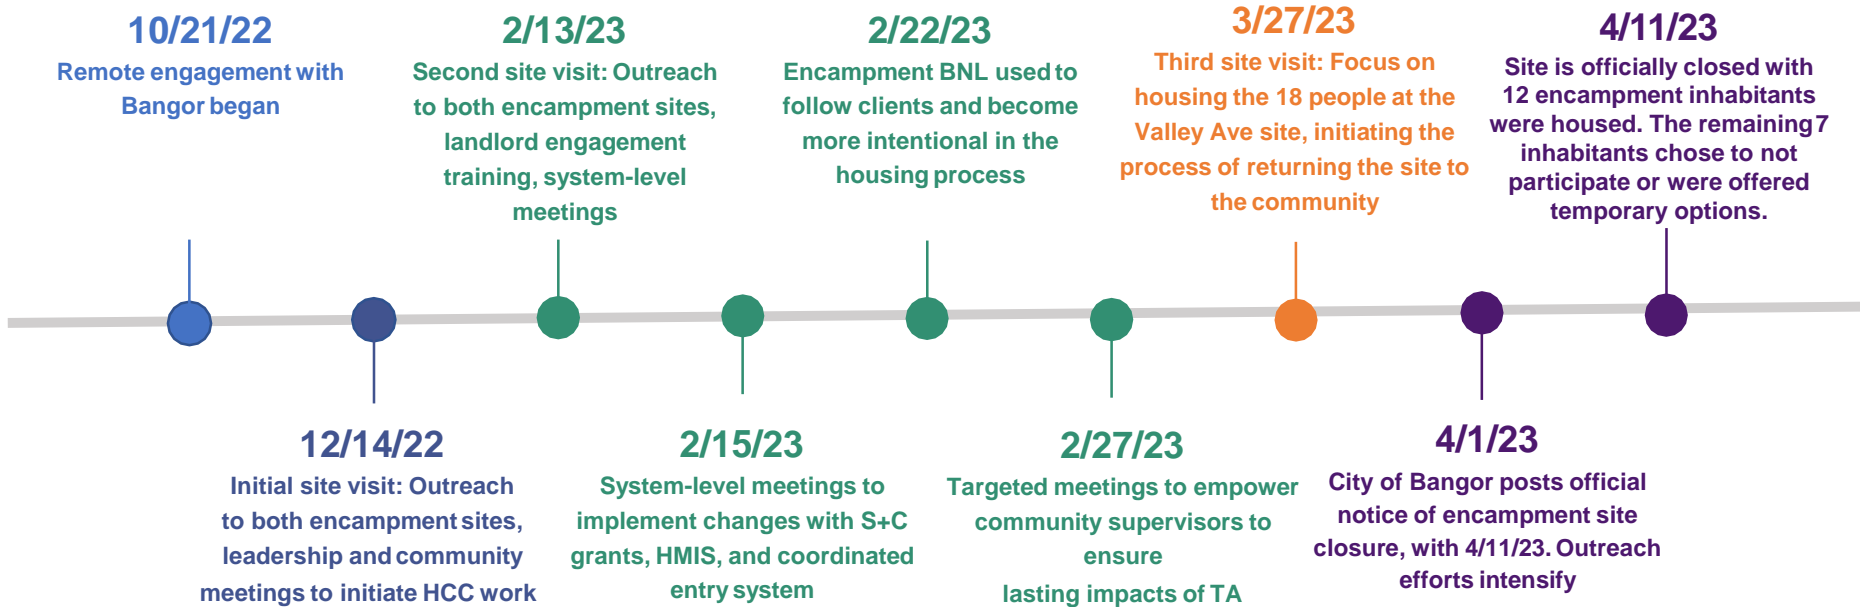 10/21/22
Remote engagement with
Bangor began
2/13/23
Second site visit: Outreach
to both encampment sites,
landlord engagement
training, system-level
meetings
2/22/23
Encampment BNL used to
follow clients and become
more intentional in the
housing process
3/27/23
Third site visit: Focus on
housing the 18 people at the
Valley Ave site, initiating the
process of returning the site to
the community
4/11/23
Site is officially closed with
12 encampment inhabitants
were housed. The remaining 7
inhabitants chose to not
participate or were offered
temporary options.
12/14/22
Initial site visit: Outreach
to both encampment sites,
leadership and community
meetings to initiate HCC work
2/15/23
System-level meetings to
implement changes with S+C
grants, HMIS, and coordinated
entry system
2/27/23
Targeted meetings to empower
community supervisors to
ensure
lasting impacts of TA
4/1/23
City of Bangor posts official
notice of encampment site
closure, with 4/11/23. Outreach
efforts intensify